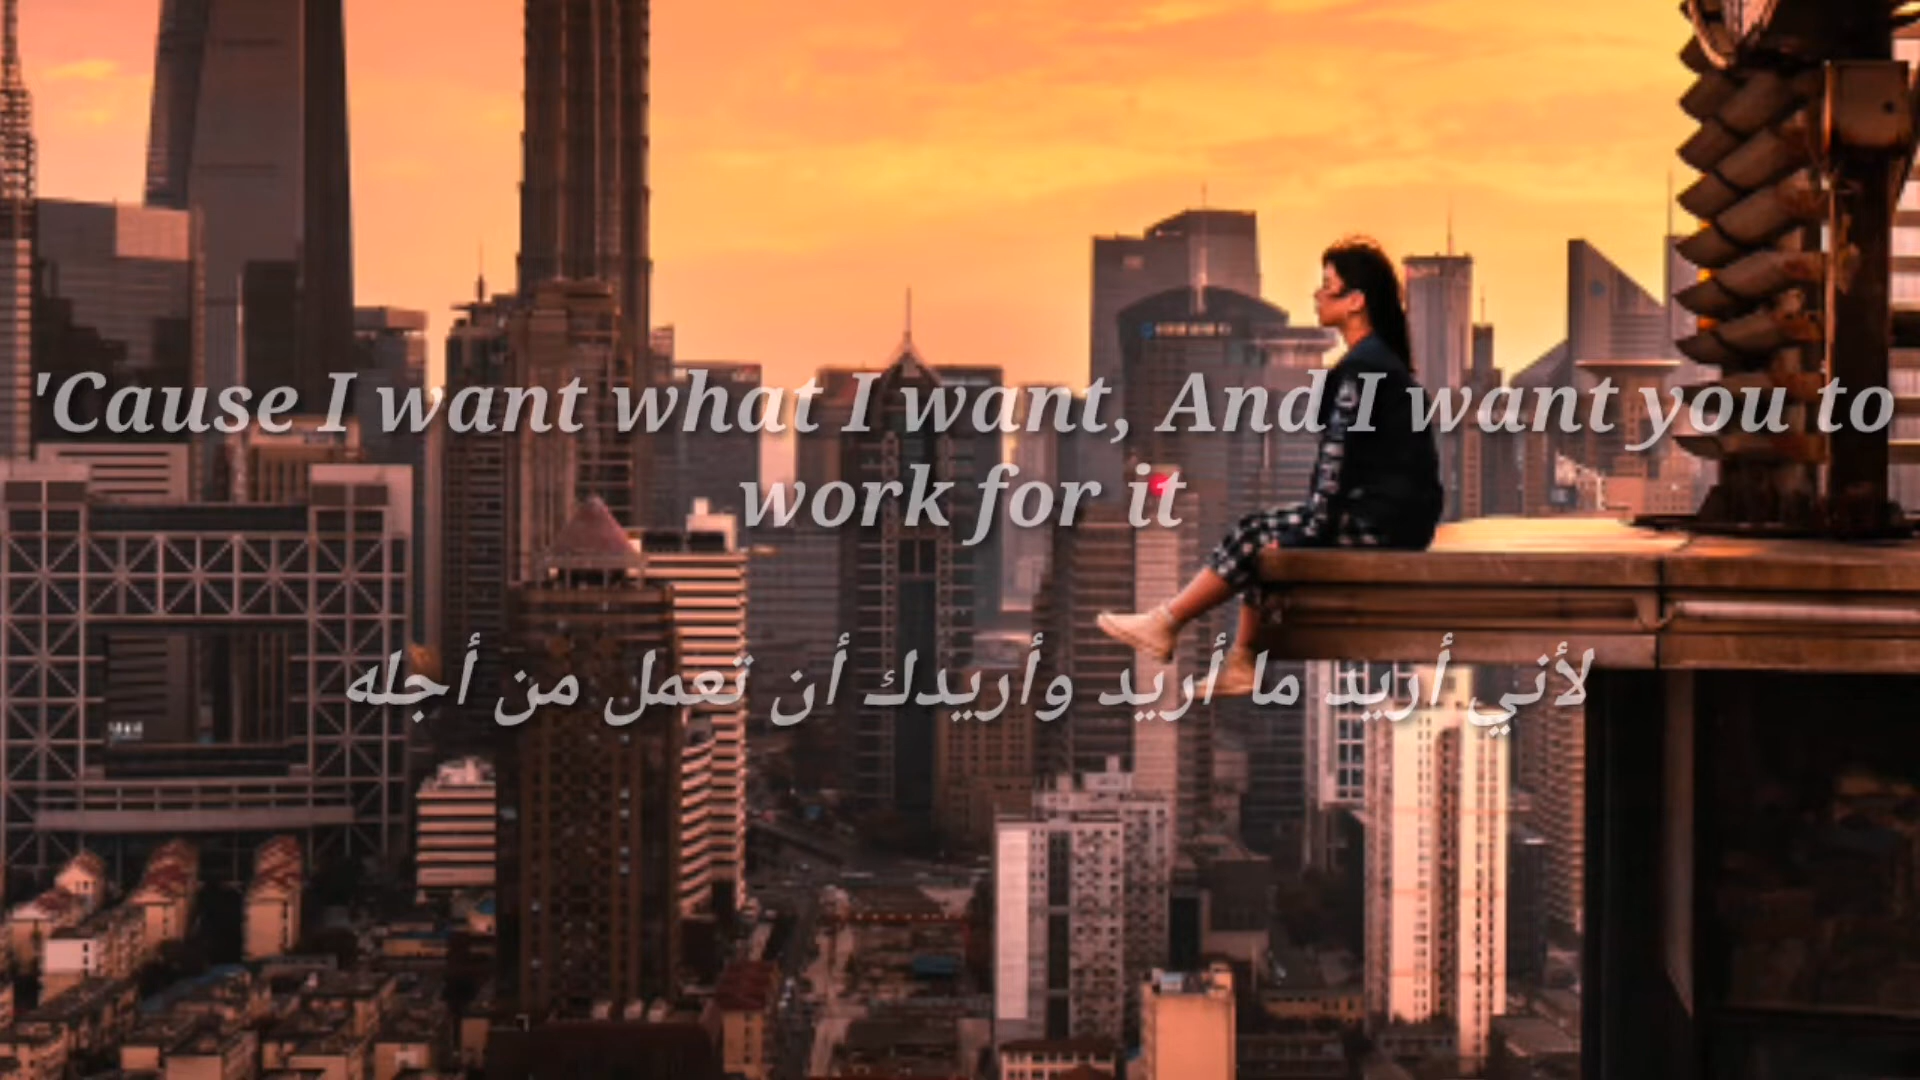 'Cause I want what I want, And I want you to
work for it
لأني أريد ما أريد وأريدك أن تعمل من أجله